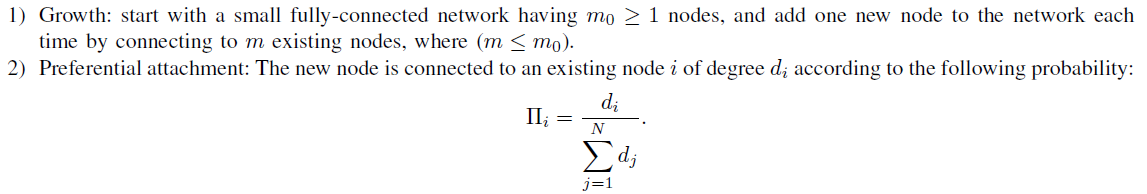 1) Growth: start with a small fully-connected network having m₀ ≥ 1 nodes, and add one new node to the network each
time by connecting to m existing nodes, where (m ≤ m₀).
2) Preferential attachment: The new node is connected to an existing node i of degree dᵢ according to the following probability:
Πᵢ = dᵢ / ∑_{j=1}^{N} dⱼ .